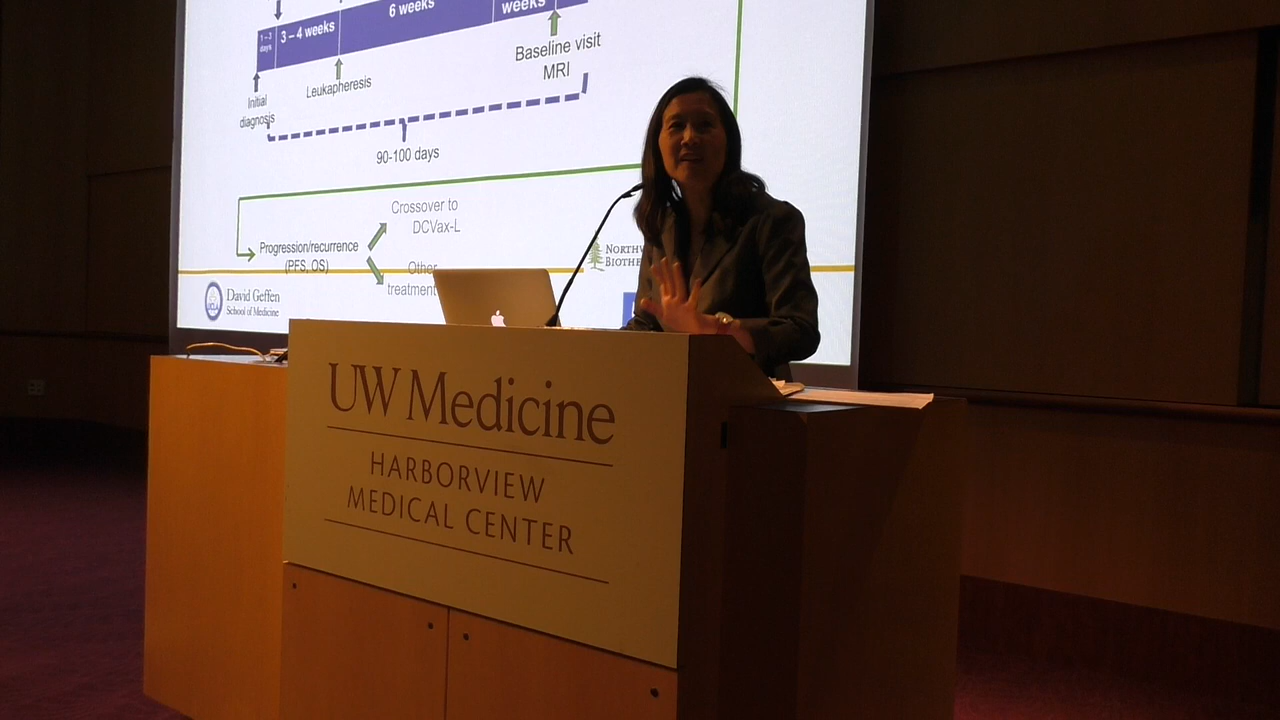 6 weeks
weeks
1 – 3
days
3 – 4 weeks
Baseline visit
MRI
Leukapheresis
Initial
diagnosis
90-100 days
Crossover to
DCVax-L
Progression/recurrence
(PFS, OS)
Other
treatment
David Geffen
School of Medicine
UCLA
UW Medicine
HARBORVIEW
MEDICAL CENTER